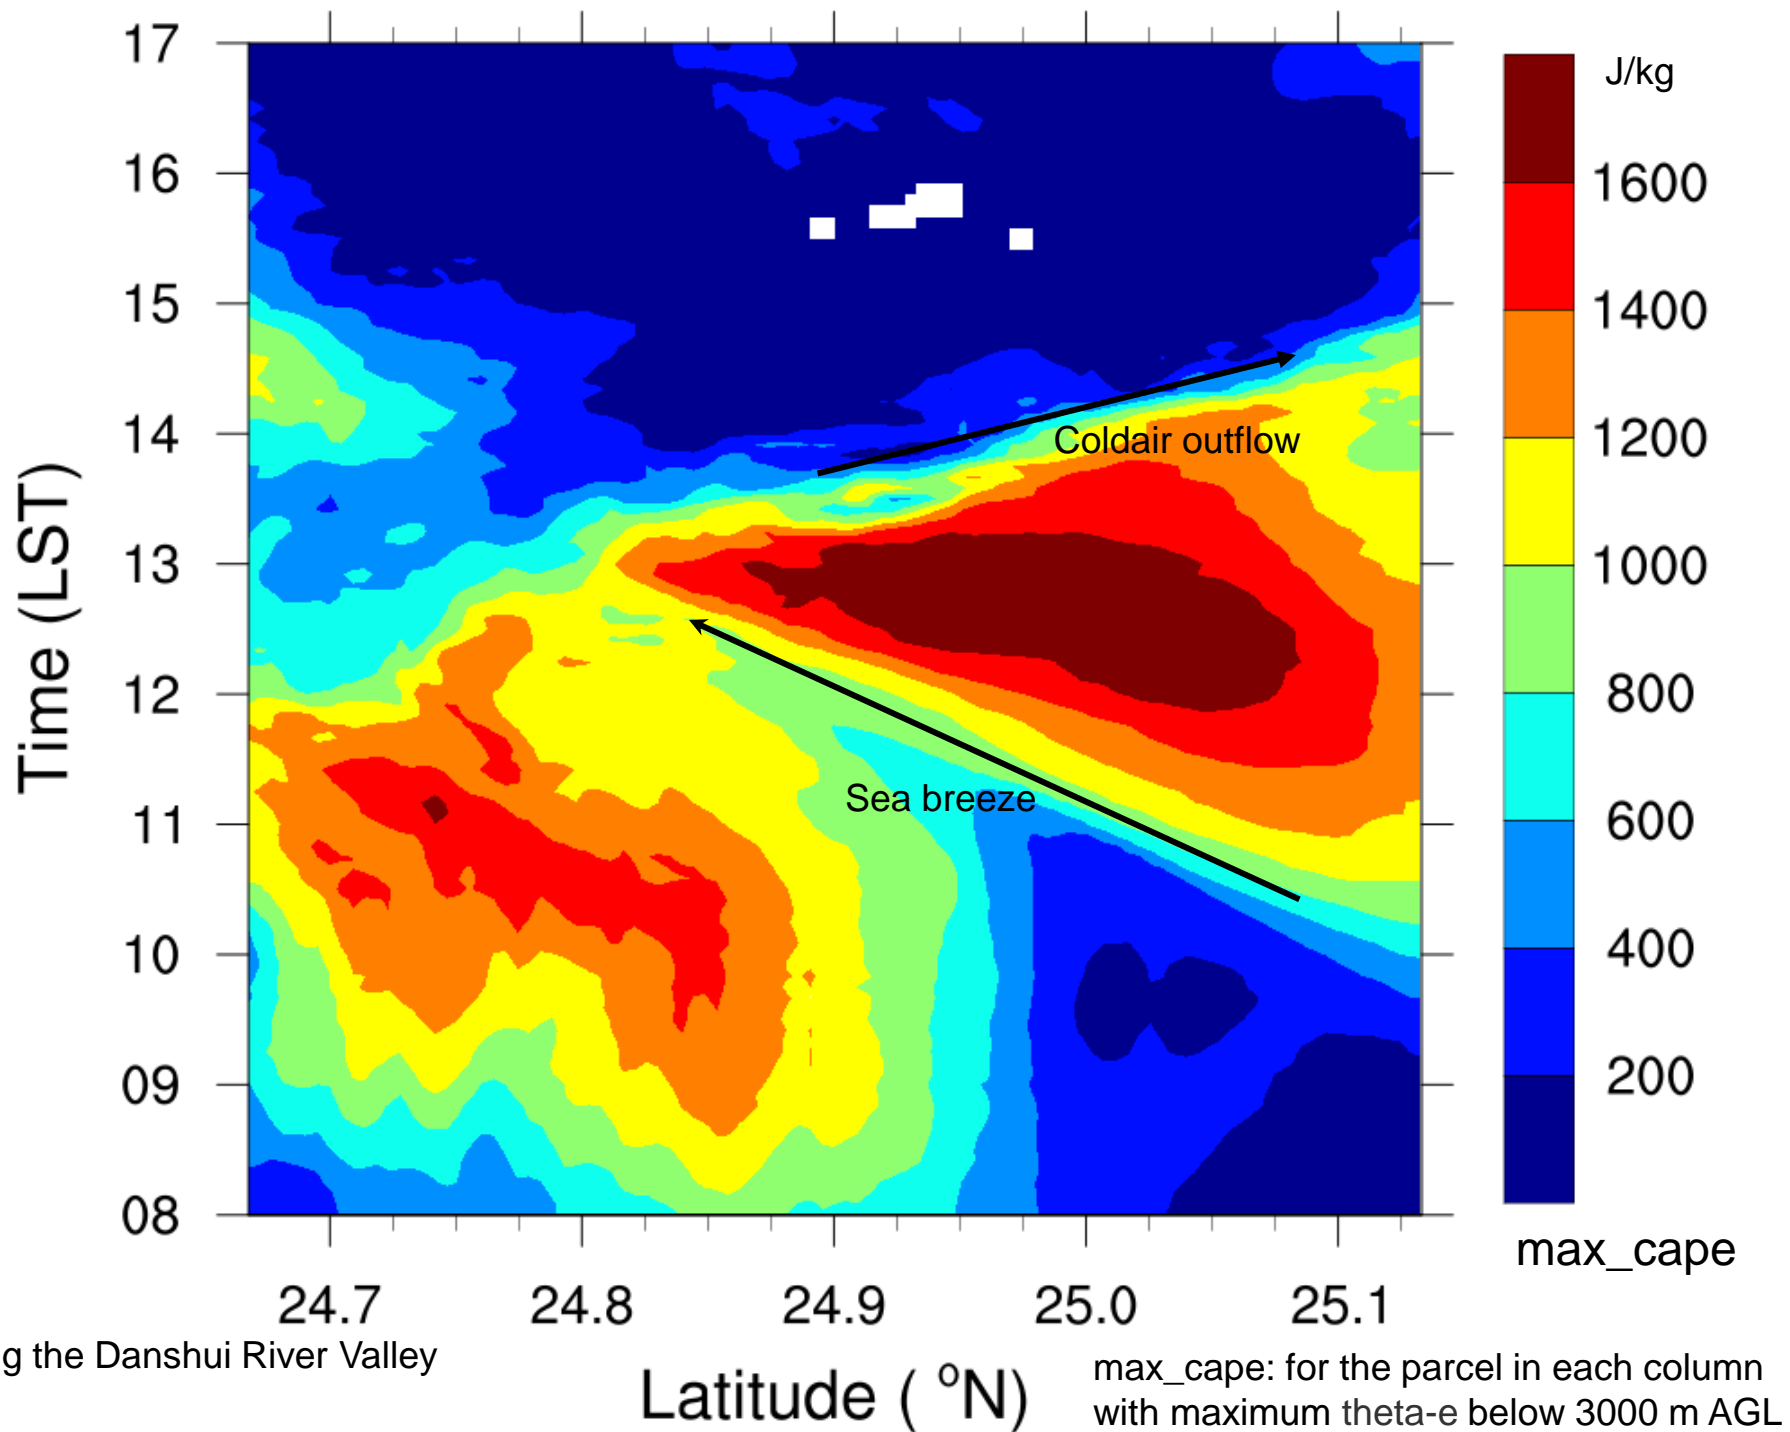 17
16
15
14
13
12
11
10
09
08
Time (LST)
24.7
24.8
24.9
25.0
25.1
Latitude ( °N)
Coldair outflow
Sea breeze
J/kg
1600
1400
1200
1000
800
600
400
200
max_cape
g the Danshui River Valley
max_cape: for the parcel in each column
with maximum theta-e below 3000 m AGL